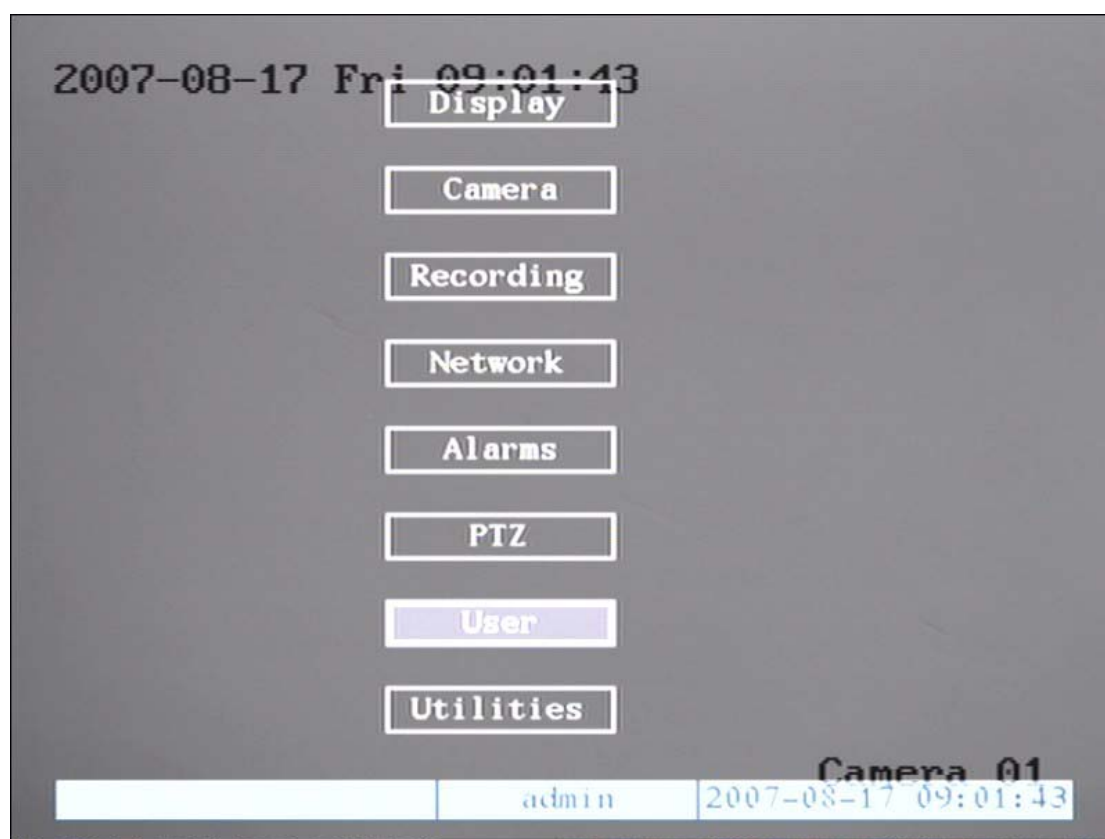 2007-08-17 Fri 09:01:43
Display
Camera
Recording
Network
Alarms
PTZ
User
Utilities
Camera 01
admin 2007-08-17 09:01:43